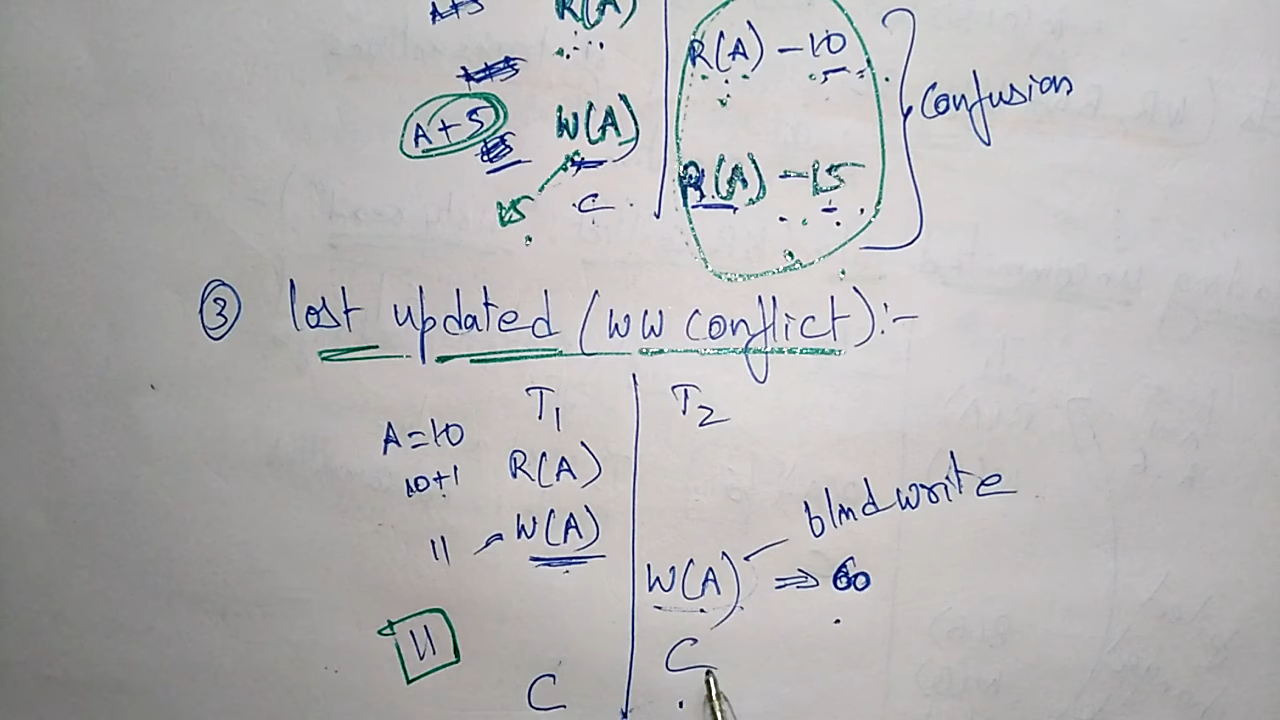 R(A)
R(A) - 10
A+5 W(A)
Confusion
R(A) - 15
15 C
③ lost updated (WW Conflict):-
T1 T2
A=10
10+1 R(A)
11 W(A)
blind write
W(A) ⇒ 60
11
C
C